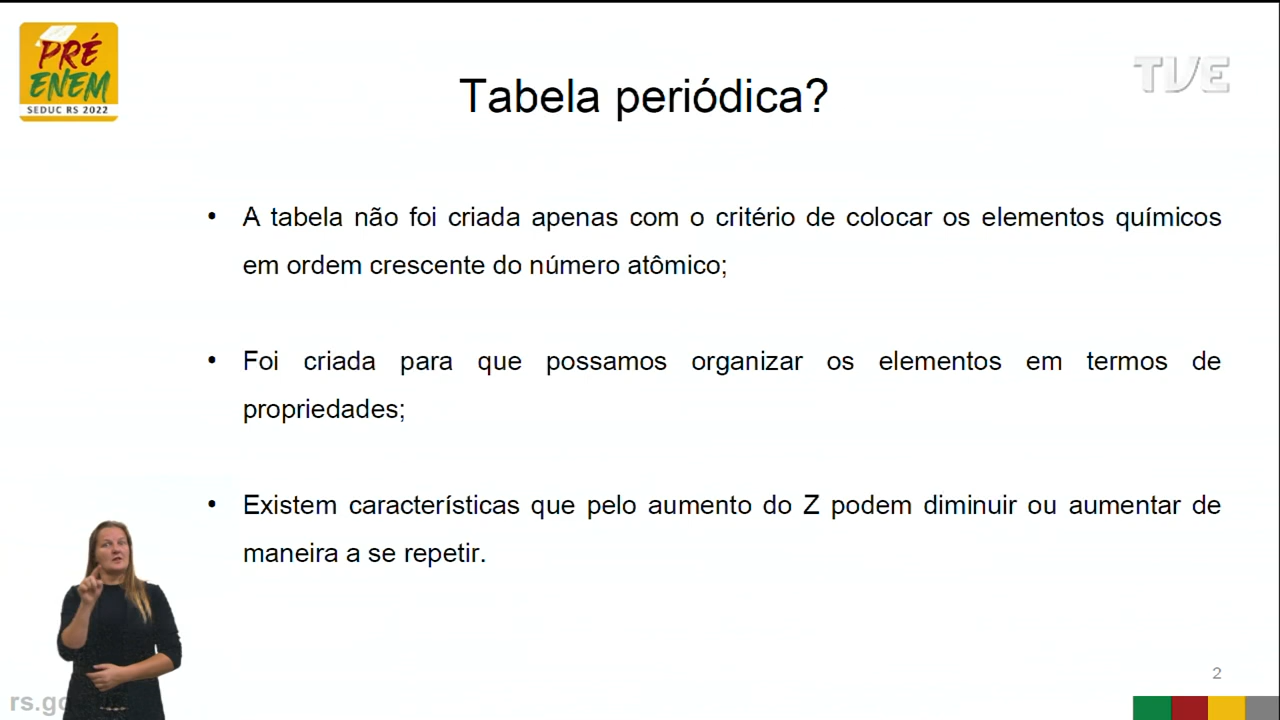 PRÉ
ENEM
SEDUC RS 2022
TVE
Tabela periódica?
• A tabela não foi criada apenas com o critério de colocar os elementos químicos
em ordem crescente do número atômico;
• Foi criada para que possamos organizar os elementos em termos de
propriedades;
• Existem características que pelo aumento do Z podem diminuir ou aumentar de
maneira a se repetir.
2